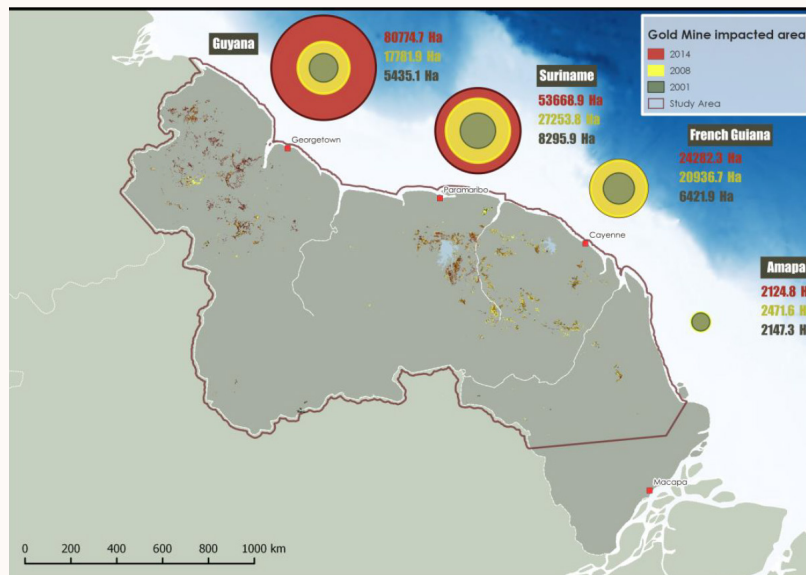 Guyana
80774.7 Ha
17781.9 Ha
5435.1 Ha
Suriname
53668.9 Ha
27253.8 Ha
8295.9 Ha
Gold Mine impacted area
2014
2008
2001
Study Area
French Guiana
24282.3 Ha
20936.7 Ha
6421.9 Ha
Georgetown
Paramaribo
Cayenne
Amapa
2124.8 H
2471.6 H
2147.3 H
Macapa
0 200 400 600 800 1000 km